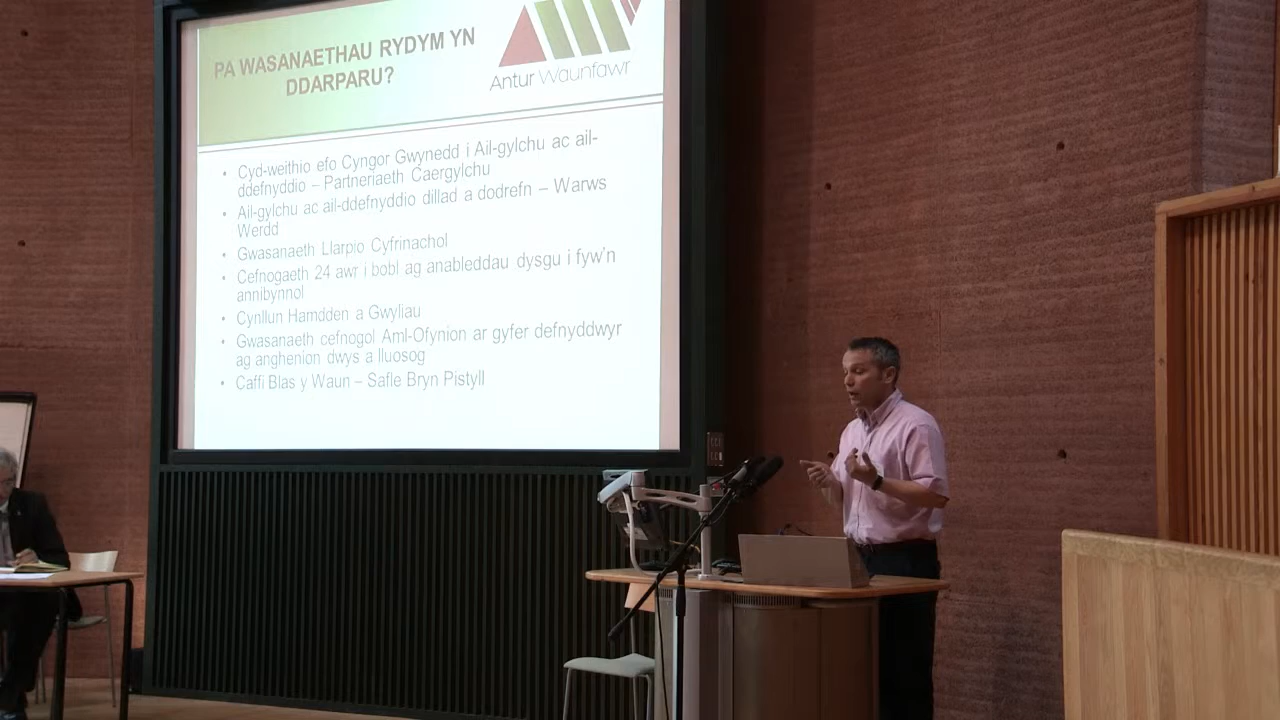 PA WASANAETHAU RYDYM YN
DDARPARU?
Antur Waunfawr
• Cyd-weithio efo Cyngor Gwynedd i Ail-gylchu ac ail-
ddefnyddio – Partneriaeth Caergylchu
• Ail-gylchu ac ail-ddefnyddio dillad a dodrefn – Warws
Werdd
• Gwasanaeth Llarpio Cyfrinachol
• Cefnogaeth 24 awr i bobl ag anableddau dysgu i fyw'n
annibynnol
• Cynllun Hamdden a Gwyliau
• Gwasanaeth cefnogol Aml-Ofynion ar gyfer defnyddwyr
ag anghenion dwys a lluosog
• Caffi Blas y Waun – Safle Bryn Pistyll